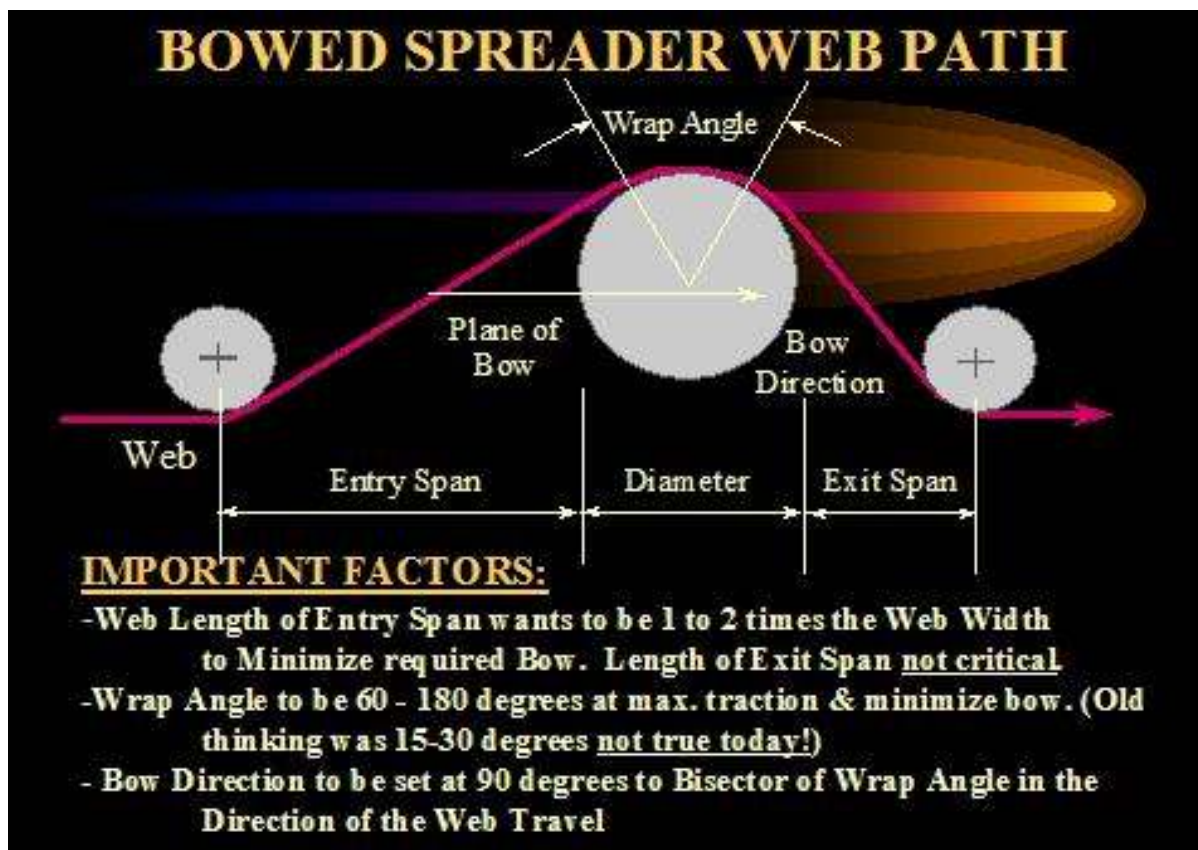 BOWED SPREADER WEB PATH
Wrap Angle
Plane of
Bow
Bow
Direction
Web
Entry Span
Diameter
Exit Span
IMPORTANT FACTORS:
-Web Length of Entry Span wants to be 1 to 2 times the Web Width
to Minimize required Bow. Length of Exit Span not critical.
-Wrap Angle to be 60 - 180 degrees at max. traction & minimize bow. (Old
thinking was 15-30 degrees not true today!)
- Bow Direction to be set at 90 degrees to Bisector of Wrap Angle in the
Direction of the Web Travel